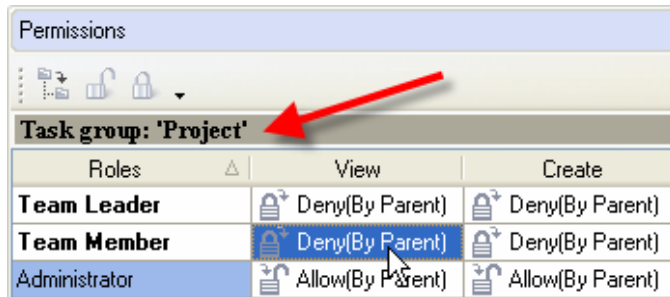 Permissions
Task group: 'Project'
Roles View Create
Team Leader Deny(By Parent) Deny(By Parent)
Team Member Deny(By Parent) Deny(By Parent)
Administrator Allow(By Parent) Allow(By Parent)